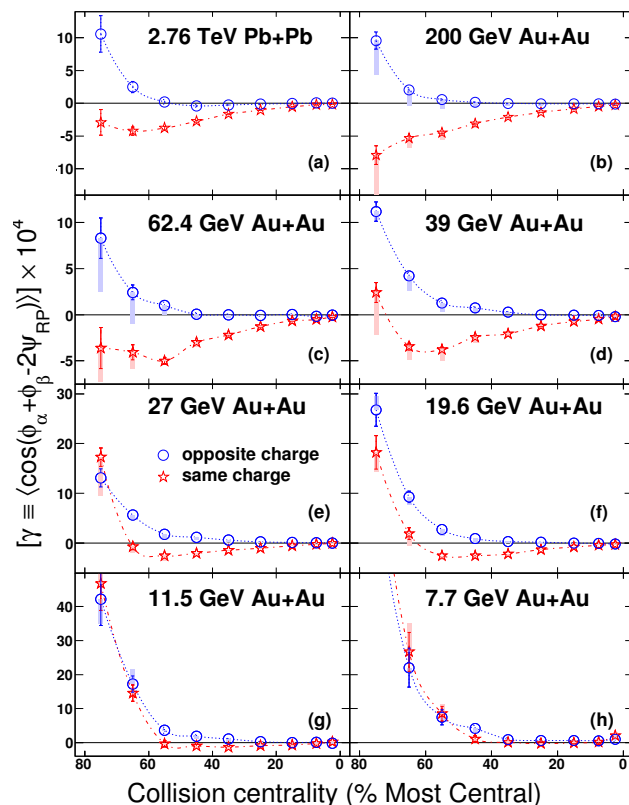 2.76 TeV Pb+Pb
200 GeV Au+Au
10
5
0
-5
-10
(a)
(b)
62.4 GeV Au+Au
39 GeV Au+Au
10
5
0
-5
(c)
(d)
27 GeV Au+Au
19.6 GeV Au+Au
30
20
10
0
opposite charge
same charge
(e)
(f)
11.5 GeV Au+Au
7.7 GeV Au+Au
40
30
20
10
0
(g)
(h)
80 60 40 20 0
80 60 40 20 0
Collision centrality (% Most Central)
[γ ≡ ⟨cos(ϕα+ϕβ-2ψRP)⟩] × 10⁴